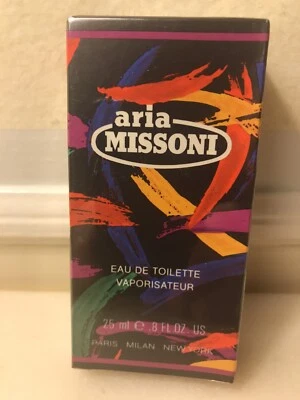 aria
MISSONI
EAU DE TOILETTE
VAPORISATEUR
25 ml ℮ .8 FL OZ US
PARIS MILAN NEW YORK